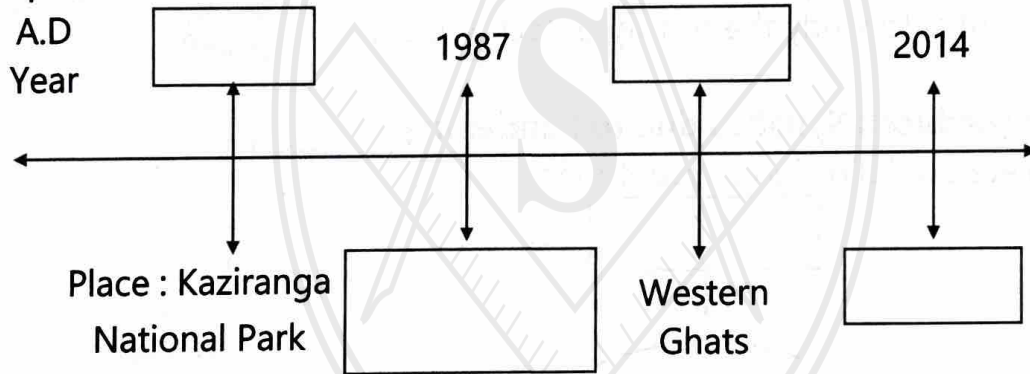 A.D
Year
1987
2014
Place : Kaziranga
National Park
Western
Ghats